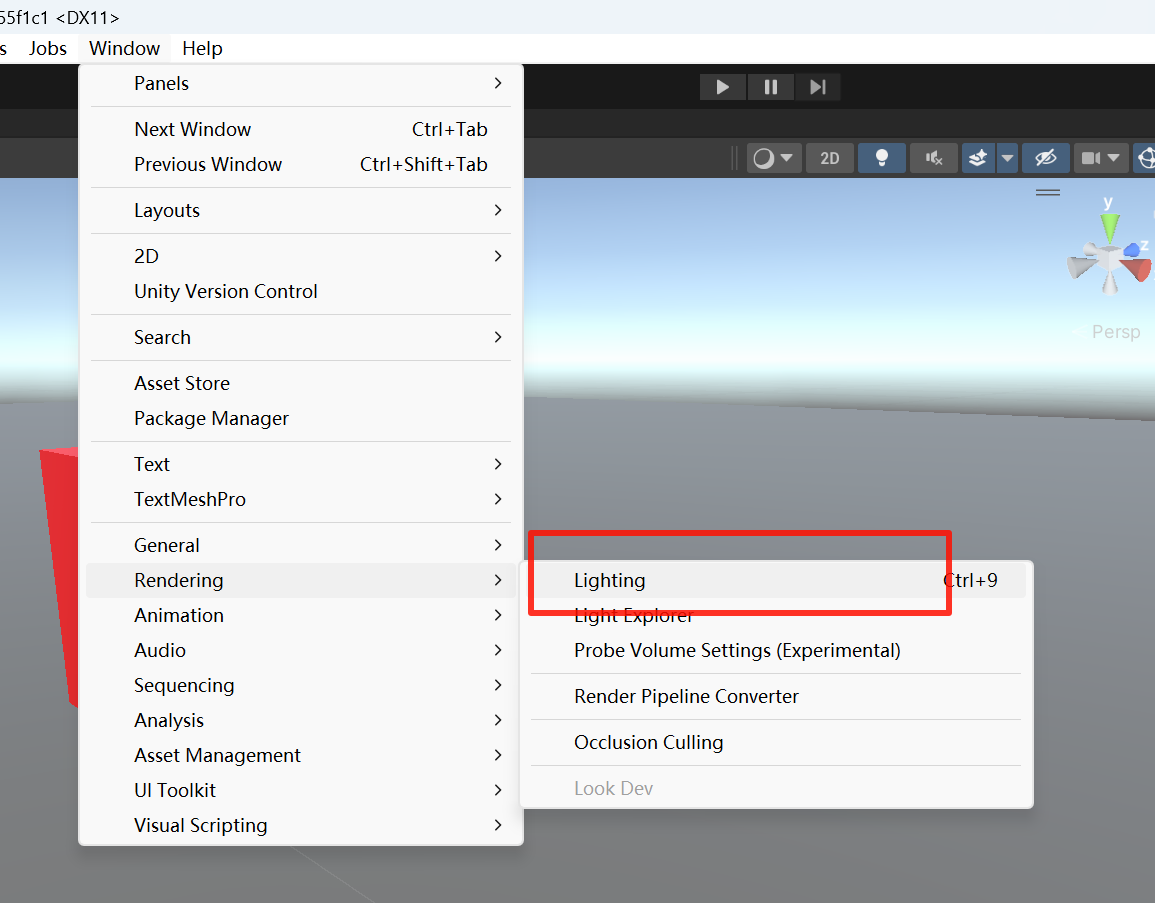 55f1c1 <DX11>
s Jobs Window Help
Panels
Next Window Ctrl+Tab
Previous Window Ctrl+Shift+Tab
Layouts
2D
Unity Version Control
Search
Asset Store
Package Manager
Text
TextMeshPro
General
Rendering
Animation
Audio
Sequencing
Analysis
Asset Management
UI Toolkit
Visual Scripting
Lighting Ctrl+9
Light Explorer
Probe Volume Settings (Experimental)
Render Pipeline Converter
Occlusion Culling
Look Dev
2D
y
z
Persp